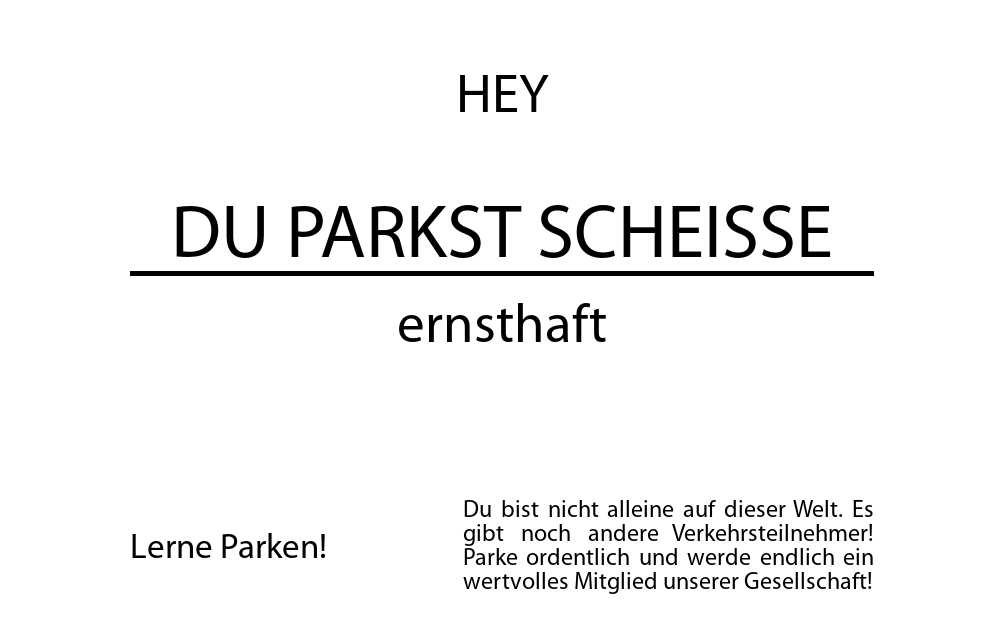 HEY
DU PARKST SCHEISSE
ernsthaft
Lerne Parken!
Du bist nicht alleine auf dieser Welt. Es
gibt noch andere Verkehrsteilnehmer!
Parke ordentlich und werde endlich ein
wertvolles Mitglied unserer Gesellschaft!